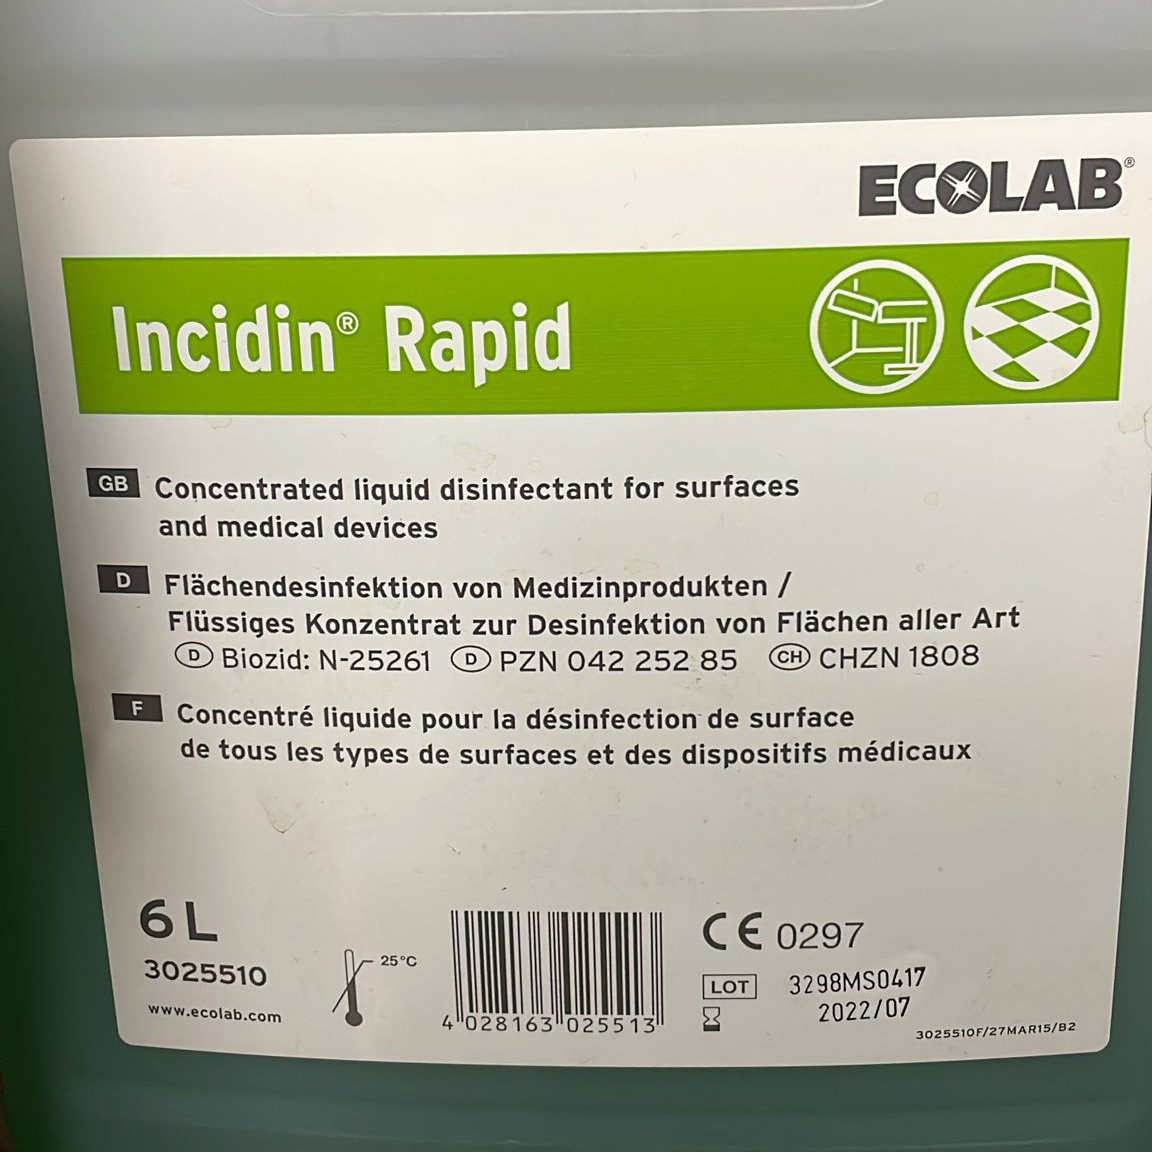 ECOLAB®
Incidin® Rapid
GB Concentrated liquid disinfectant for surfaces
and medical devices
D Flächendesinfektion von Medizinprodukten /
Flüssiges Konzentrat zur Desinfektion von Flächen aller Art
D Biozid: N-25261 D PZN 042 252 85 CH CHZN 1808
F Concentré liquide pour la désinfection de surface
de tous les types de surfaces et des dispositifs médicaux
6 L
3025510
www.ecolab.com
25°C
4 028163 025513
CE 0297
LOT 3298MS0417
2022/07
3025510F/27MAR15/B2